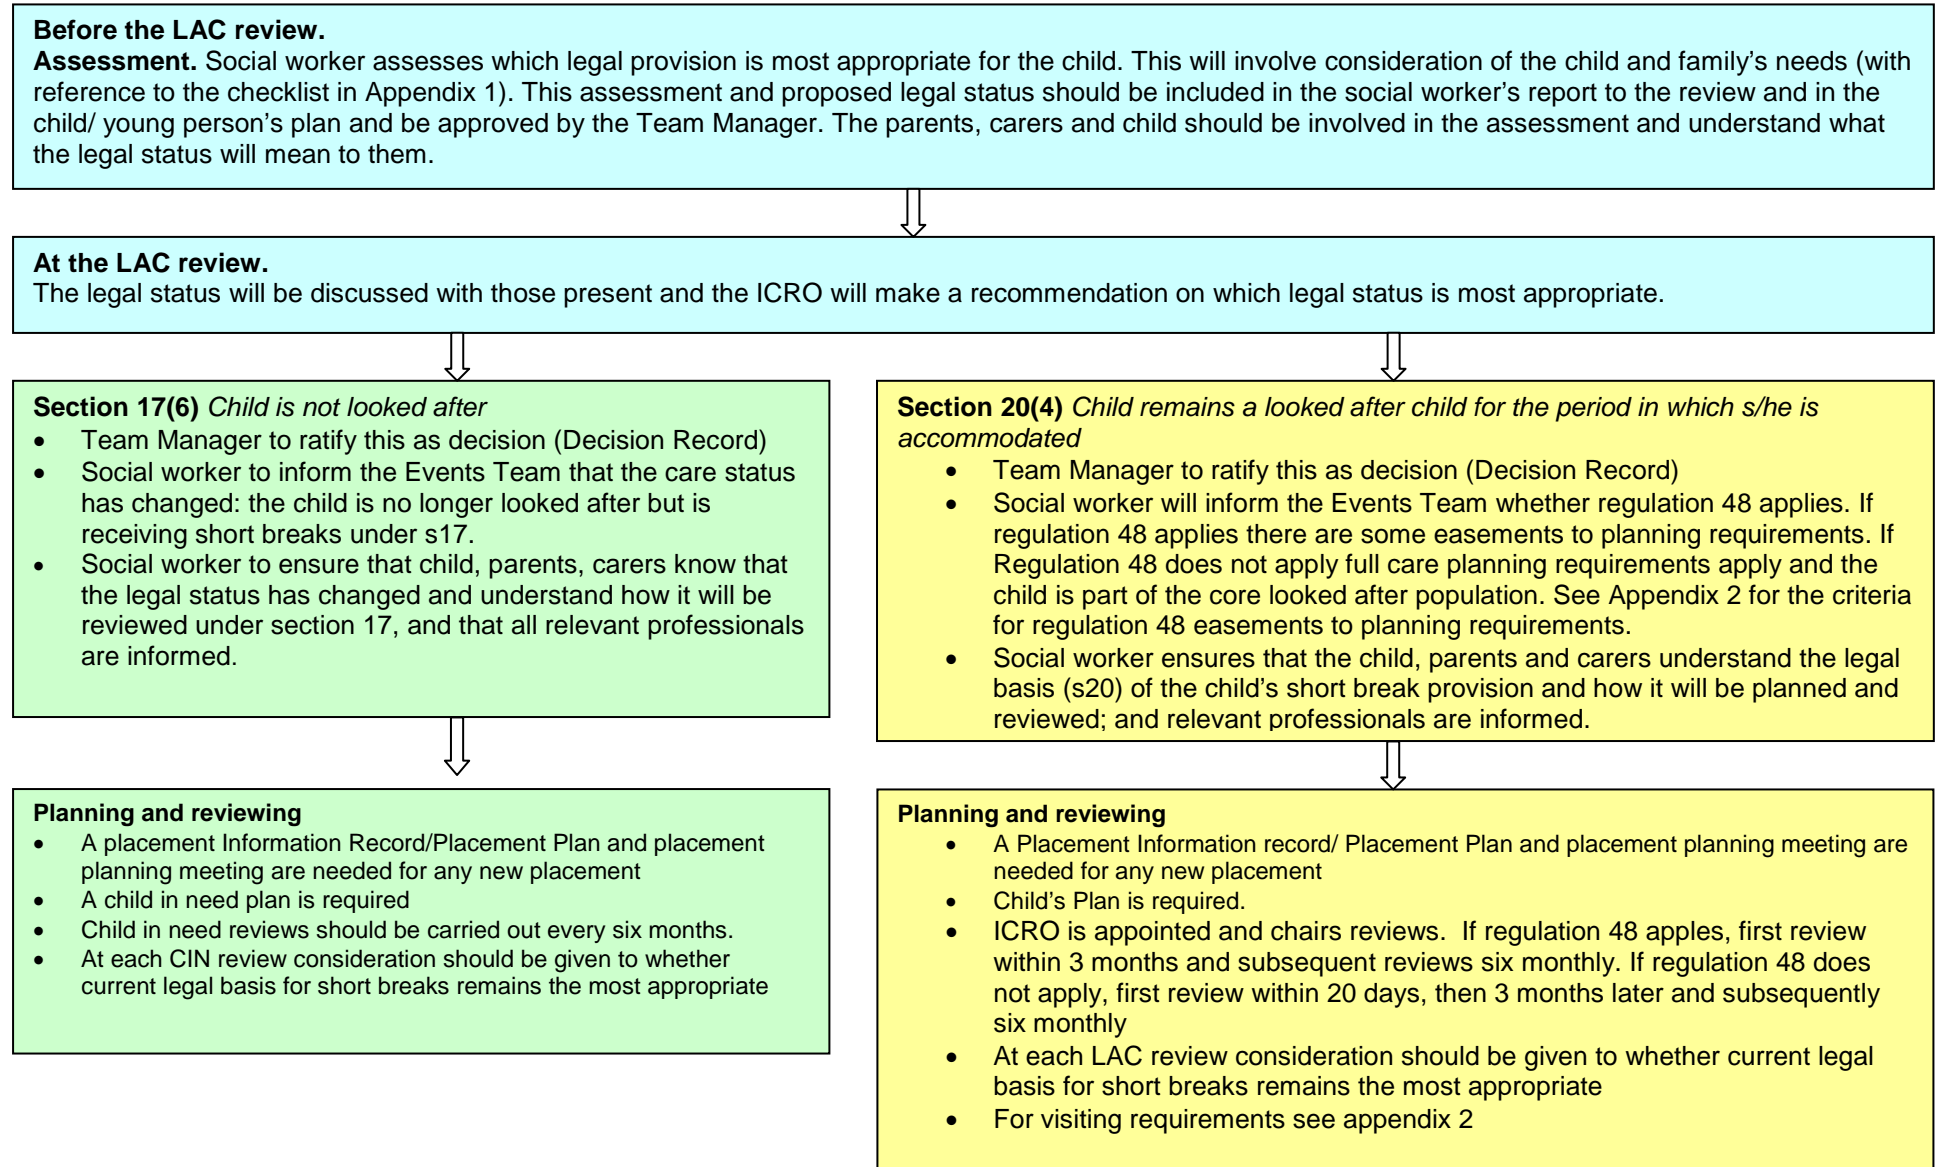 Before the LAC review.
Assessment. Social worker assesses which legal provision is most appropriate for the child. This will involve consideration of the child and family’s needs (with
reference to the checklist in Appendix 1). This assessment and proposed legal status should be included in the social worker’s report to the review and in the
child/ young person’s plan and be approved by the Team Manager. The parents, carers and child should be involved in the assessment and understand what
the legal status will mean to them.
At the LAC review.
The legal status will be discussed with those present and the ICRO will make a recommendation on which legal status is most appropriate.
Section 17(6) Child is not looked after
• Team Manager to ratify this as decision (Decision Record)
• Social worker to inform the Events Team that the care status
has changed: the child is no longer looked after but is
receiving short breaks under s17.
• Social worker to ensure that child, parents, carers know that
the legal status has changed and understand how it will be
reviewed under section 17, and that all relevant professionals
are informed.
Section 20(4) Child remains a looked after child for the period in which s/he is
accommodated
• Team Manager to ratify this as decision (Decision Record)
• Social worker will inform the Events Team whether regulation 48 applies. If
regulation 48 applies there are some easements to planning requirements. If
Regulation 48 does not apply full care planning requirements apply and the
child is part of the core looked after population. See Appendix 2 for the criteria
for regulation 48 easements to planning requirements.
• Social worker ensures that the child, parents and carers understand the legal
basis (s20) of the child’s short break provision and how it will be planned and
reviewed; and relevant professionals are informed.
Planning and reviewing
• A placement Information Record/Placement Plan and placement
planning meeting are needed for any new placement
• A child in need plan is required
• Child in need reviews should be carried out every six months.
• At each CIN review consideration should be given to whether
current legal basis for short breaks remains the most appropriate
Planning and reviewing
• A Placement Information record/ Placement Plan and placement planning meeting are
needed for any new placement
• Child’s Plan is required.
• ICRO is appointed and chairs reviews. If regulation 48 apples, first review
within 3 months and subsequent reviews six monthly. If regulation 48 does
not apply, first review within 20 days, then 3 months later and subsequently
six monthly
• At each LAC review consideration should be given to whether current legal
basis for short breaks remains the most appropriate
• For visiting requirements see appendix 2